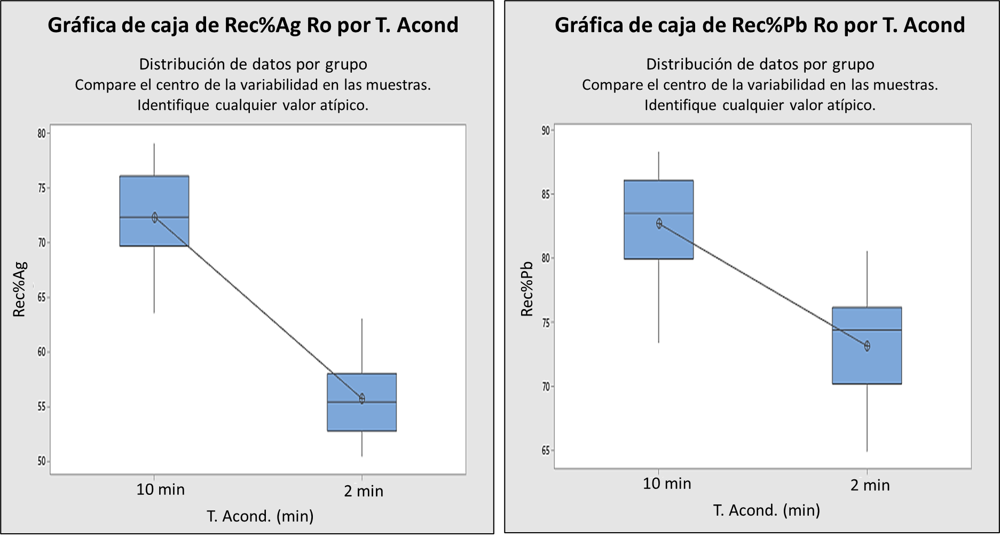 Gráfica de caja de Rec%Ag Ro por T. Acond
Distribución de datos por grupo
Compare el centro de la variabilidad en las muestras.
Identifique cualquier valor atípico.
80
75
70
65
60
55
50
Rec%Ag
10 min
2 min
T. Acond. (min)
Gráfica de caja de Rec%Pb Ro por T. Acond
Distribución de datos por grupo
Compare el centro de la variabilidad en las muestras.
Identifique cualquier valor atípico.
90
85
80
75
70
65
Rec%Pb
10 min
2 min
T. Acond. (min)